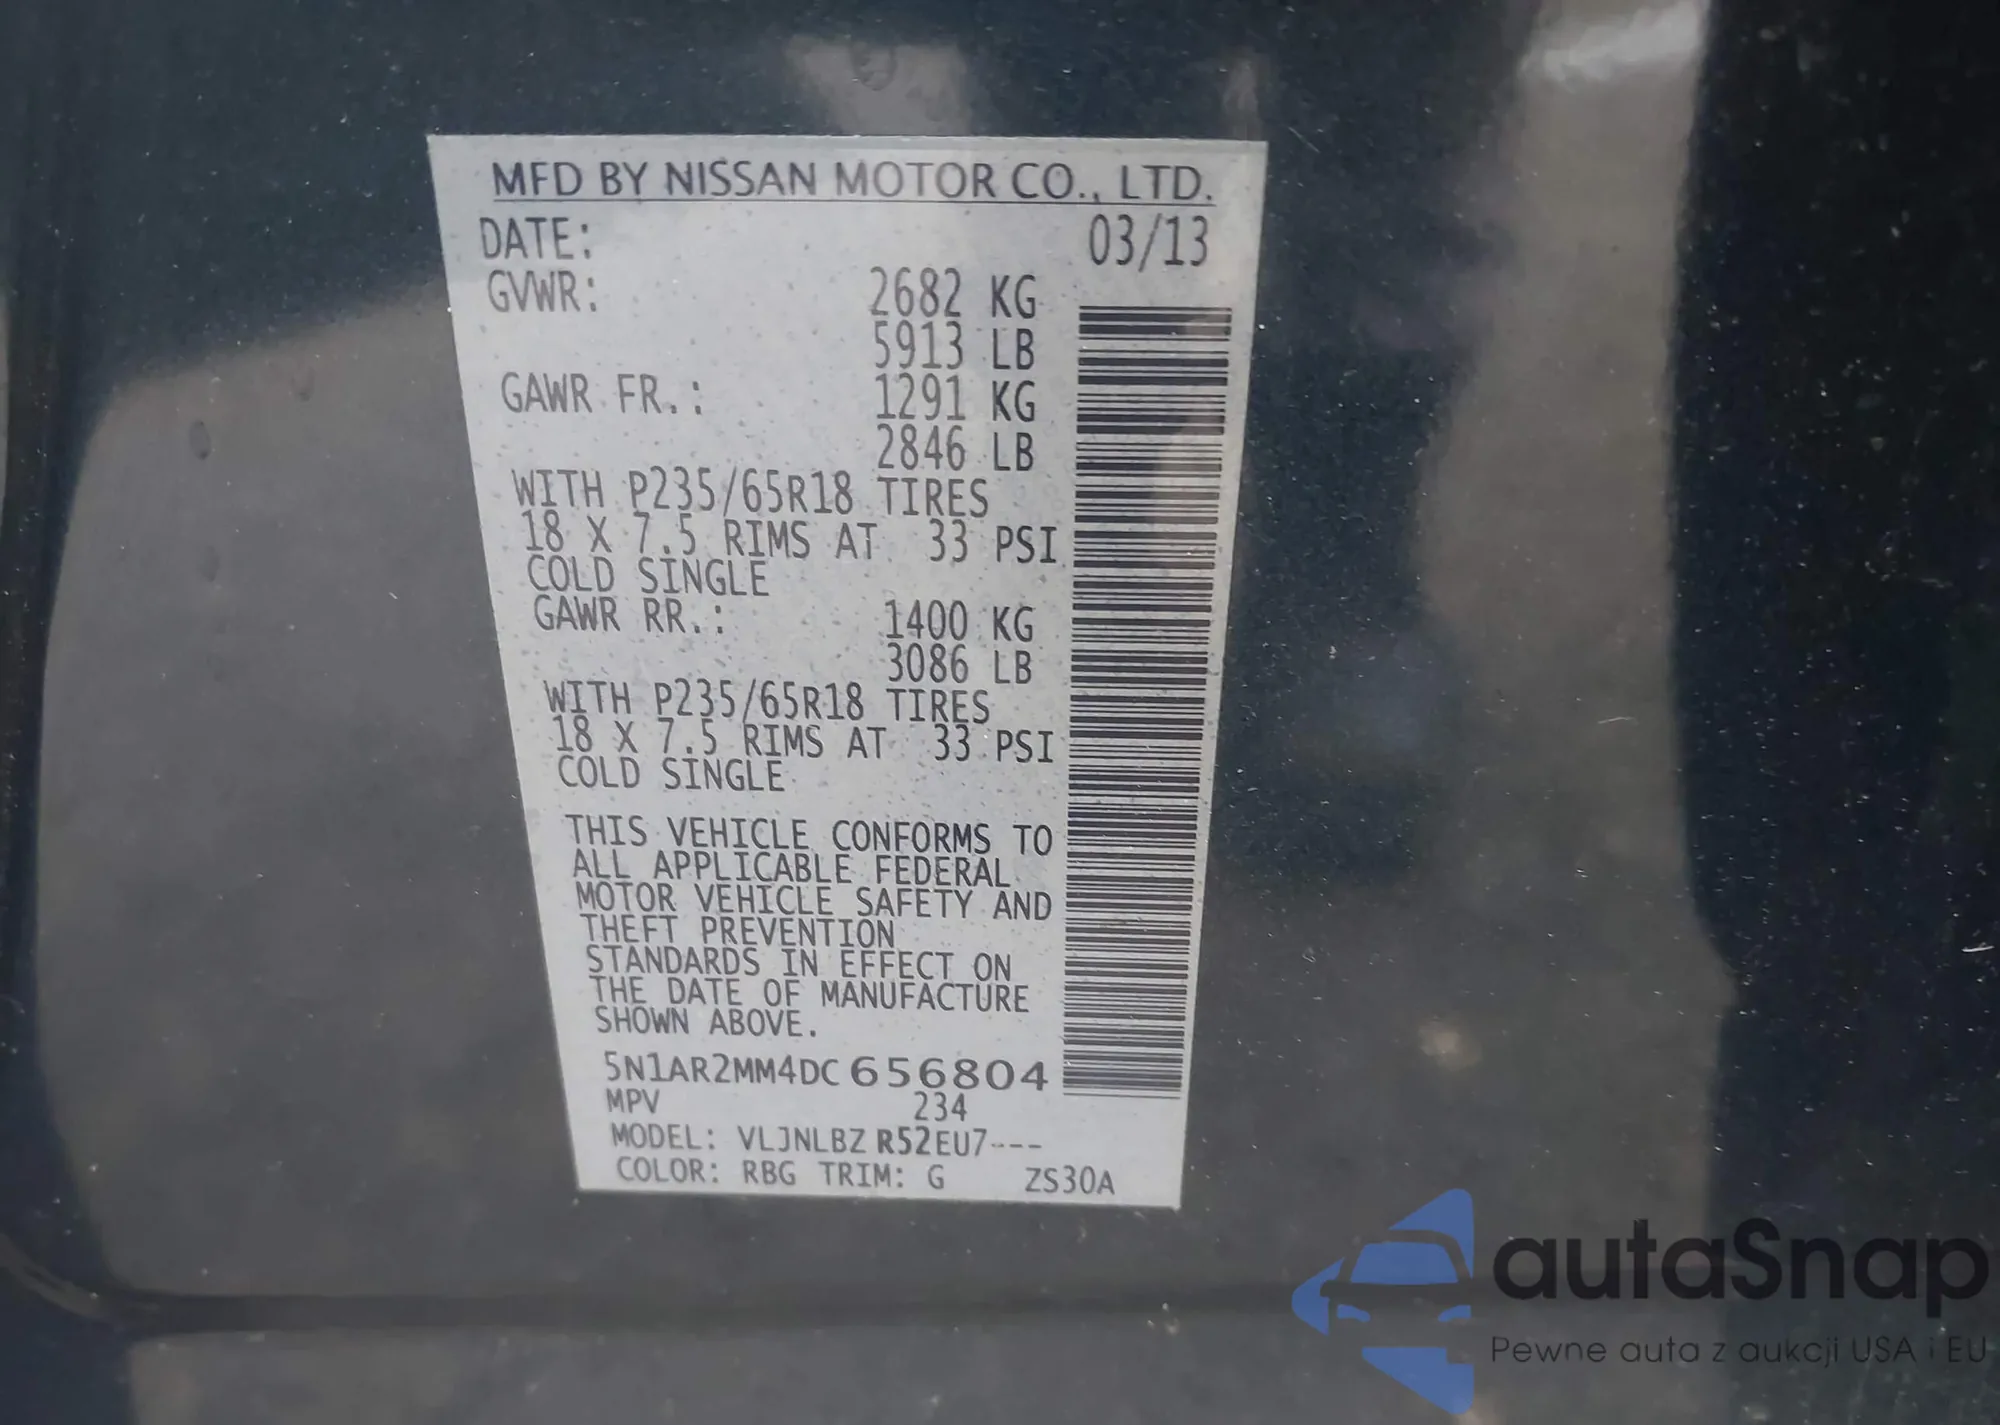 MFD BY NISSAN MOTOR CO., LTD.
DATE: 03/13
GVWR: 2682 KG
5913 LB
GAWR FR.: 1291 KG
2846 LB
WITH P235/65R18 TIRES
18 X 7.5 RIMS AT 33 PSI
COLD SINGLE
GAWR RR.: 1400 KG
3086 LB
WITH P235/65R18 TIRES
18 X 7.5 RIMS AT 33 PSI
COLD SINGLE
THIS VEHICLE CONFORMS TO
ALL APPLICABLE FEDERAL
MOTOR VEHICLE SAFETY AND
THEFT PREVENTION
STANDARDS IN EFFECT ON
THE DATE OF MANUFACTURE
SHOWN ABOVE.
5N1AR2MM4DC656804
MPV 234
MODEL: VLJNLBZ R52EU7---
COLOR: RBG TRIM: G ZS30A
autaSnap
Pewne auta z aukcji USA i EU